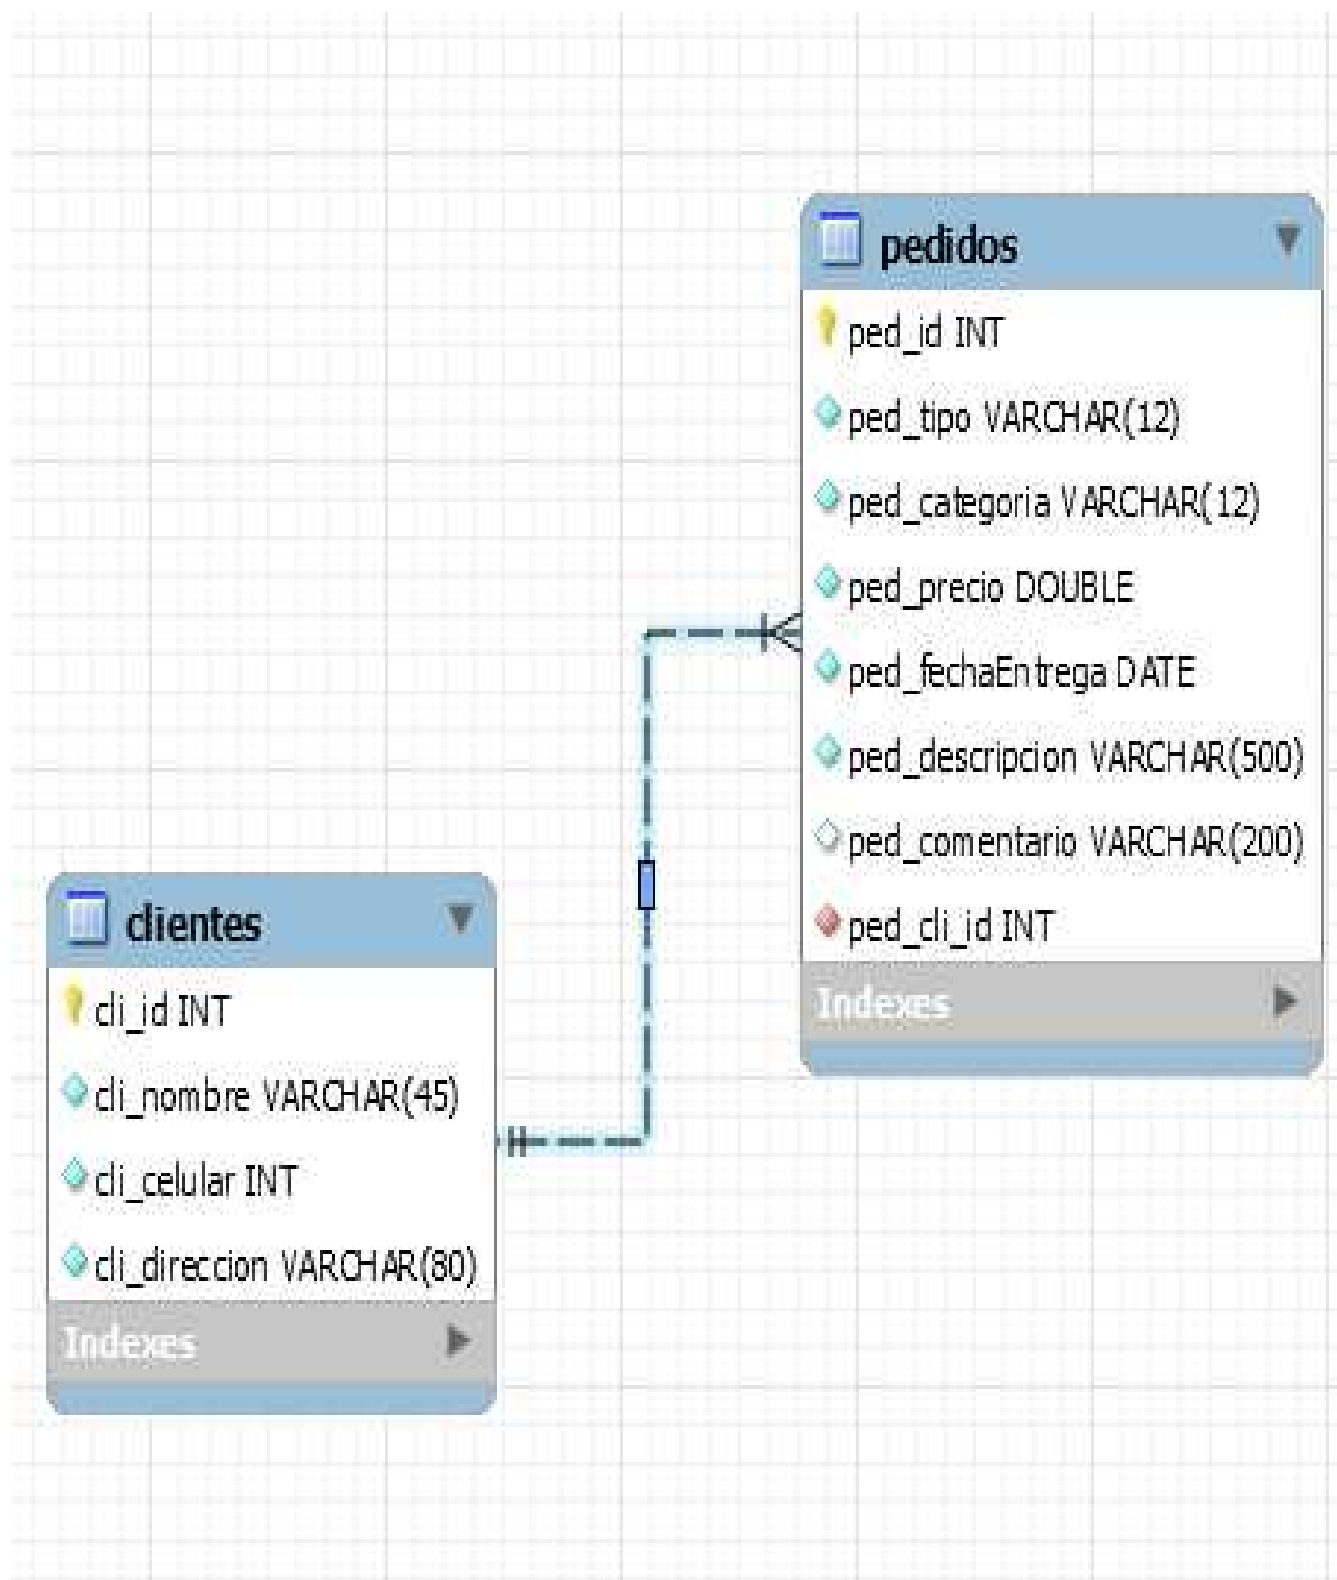 pedidos
ped_id INT
ped_tipo VARCHAR(12)
ped_categoria VARCHAR(12)
ped_precio DOUBLE
ped_fechaEntrega DATE
ped_descripcion VARCHAR(500)
ped_comentario VARCHAR(200)
ped_cli_id INT
Indexes
clientes
cli_id INT
cli_nombre VARCHAR(45)
cli_celular INT
cli_direccion VARCHAR(80)
Indexes